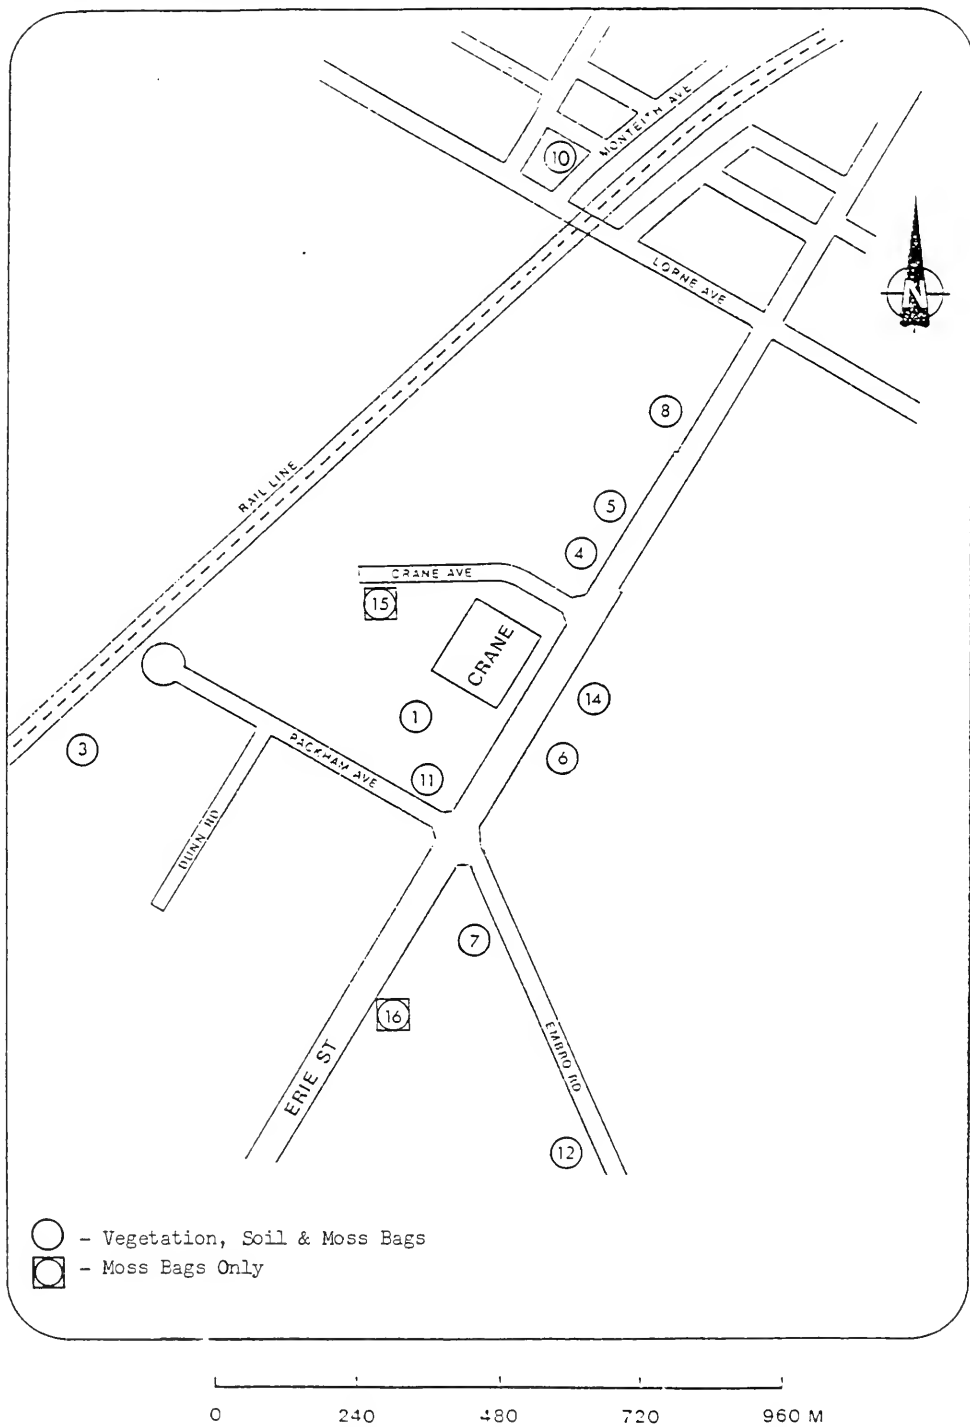 MONTEITH AVE
10
LORNE AVE
N
8
RAIL LINE
5
4
CRANE AVE
15
CRANE
14
1
3
6
PACKHAM AVE
11
DUNN RD
7
16
EMBRO RD
ERIE ST
12
- Vegetation, Soil & Moss Bags
- Moss Bags Only
0 240 480 720 960 M